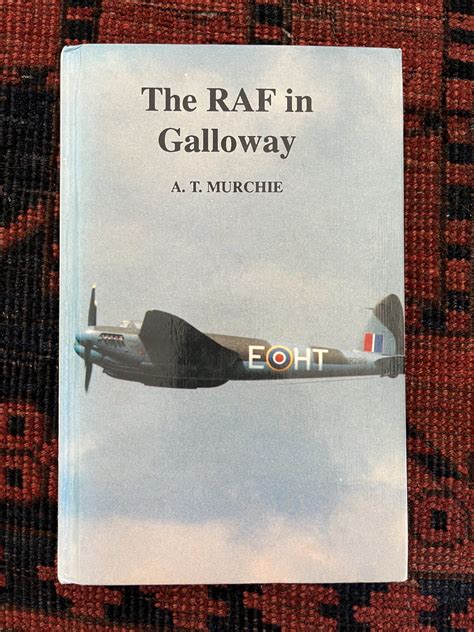 The RAF in
Galloway
A. T. MURCHIE
E HT